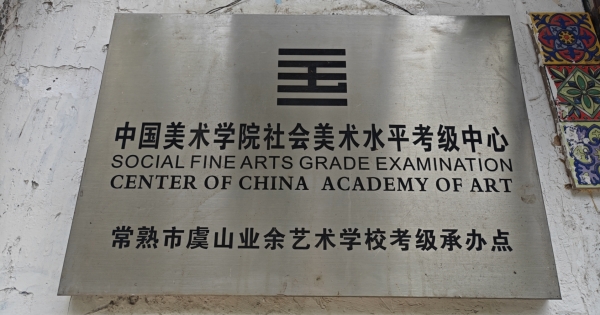 中国美术学院社会美术水平考级中心
SOCIAL FINE ARTS GRADE EXAMINATION
CENTER OF CHINA ACADEMY OF ART
常熟市虞山业余艺术学校考级承办点